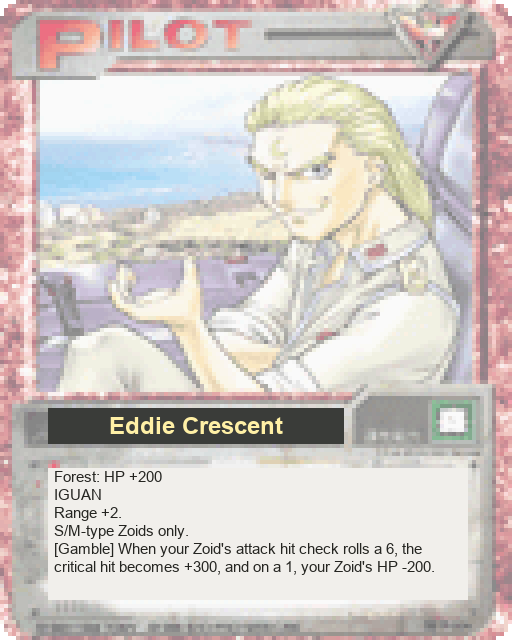 PILOT
Eddie Crescent
Forest: HP +200
IGUAN
Range +2.
S/M-type Zoids only.
[Gamble] When your Zoid's attack hit check rolls a 6, the
critical hit becomes +300, and on a 1, your Zoid's HP -200.